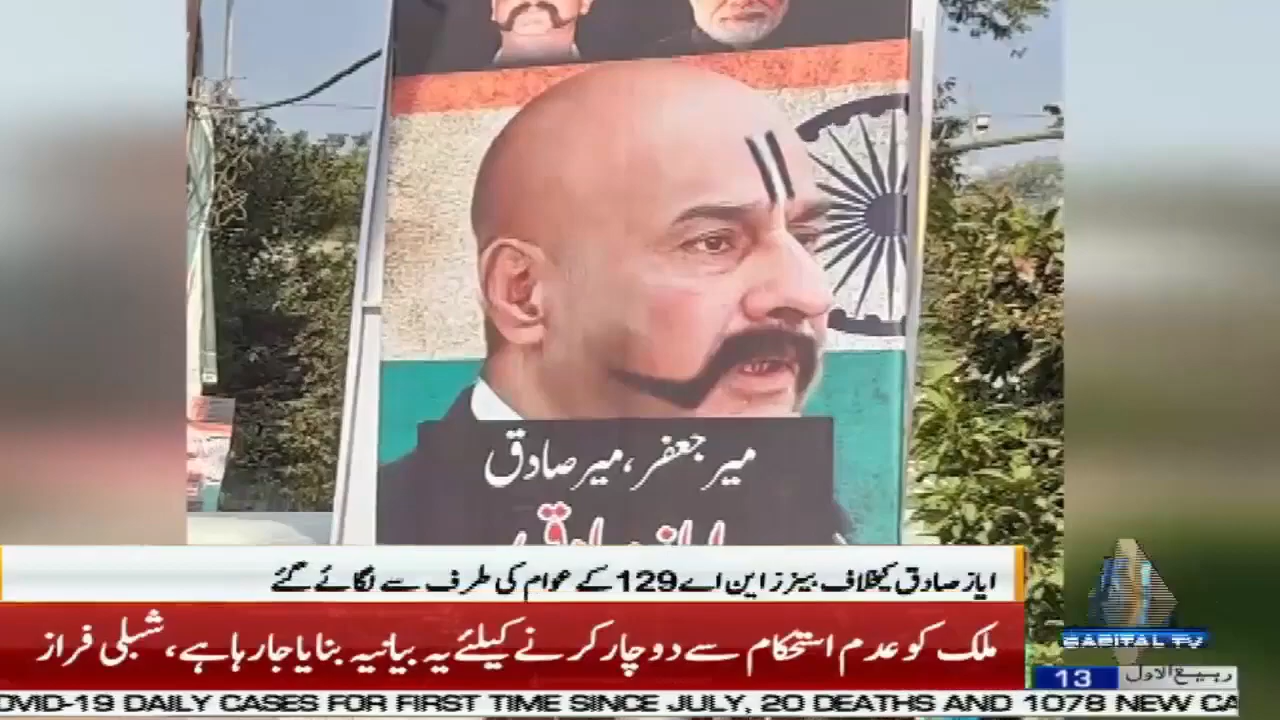 میر جعفر، میر صادق
ایاز صادق کیخلاف بینرز این اے 129 کے عوام کی طرف سے لگائے گئے
ملک کو عدم استحکام سے دوچار کرنے کیلئے یہ بیانیہ بنایا جا رہا ہے، شبلی فراز
CAPITAL TV
13 ربیع الاول
OVID-19 DAILY CASES FOR FIRST TIME SINCE JULY, 20 DEATHS AND 1078 NEW CA